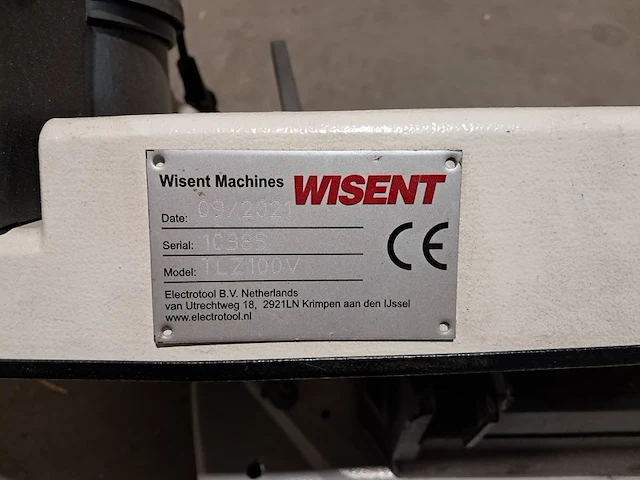 Wisent Machines WISENT
Date: 09/2021
Serial: 10385
Model: TLZ100V
CE
Electrotool B.V. Netherlands
van Utrechtweg 18, 2921LN Krimpen aan den IJssel
www.electrotool.nl